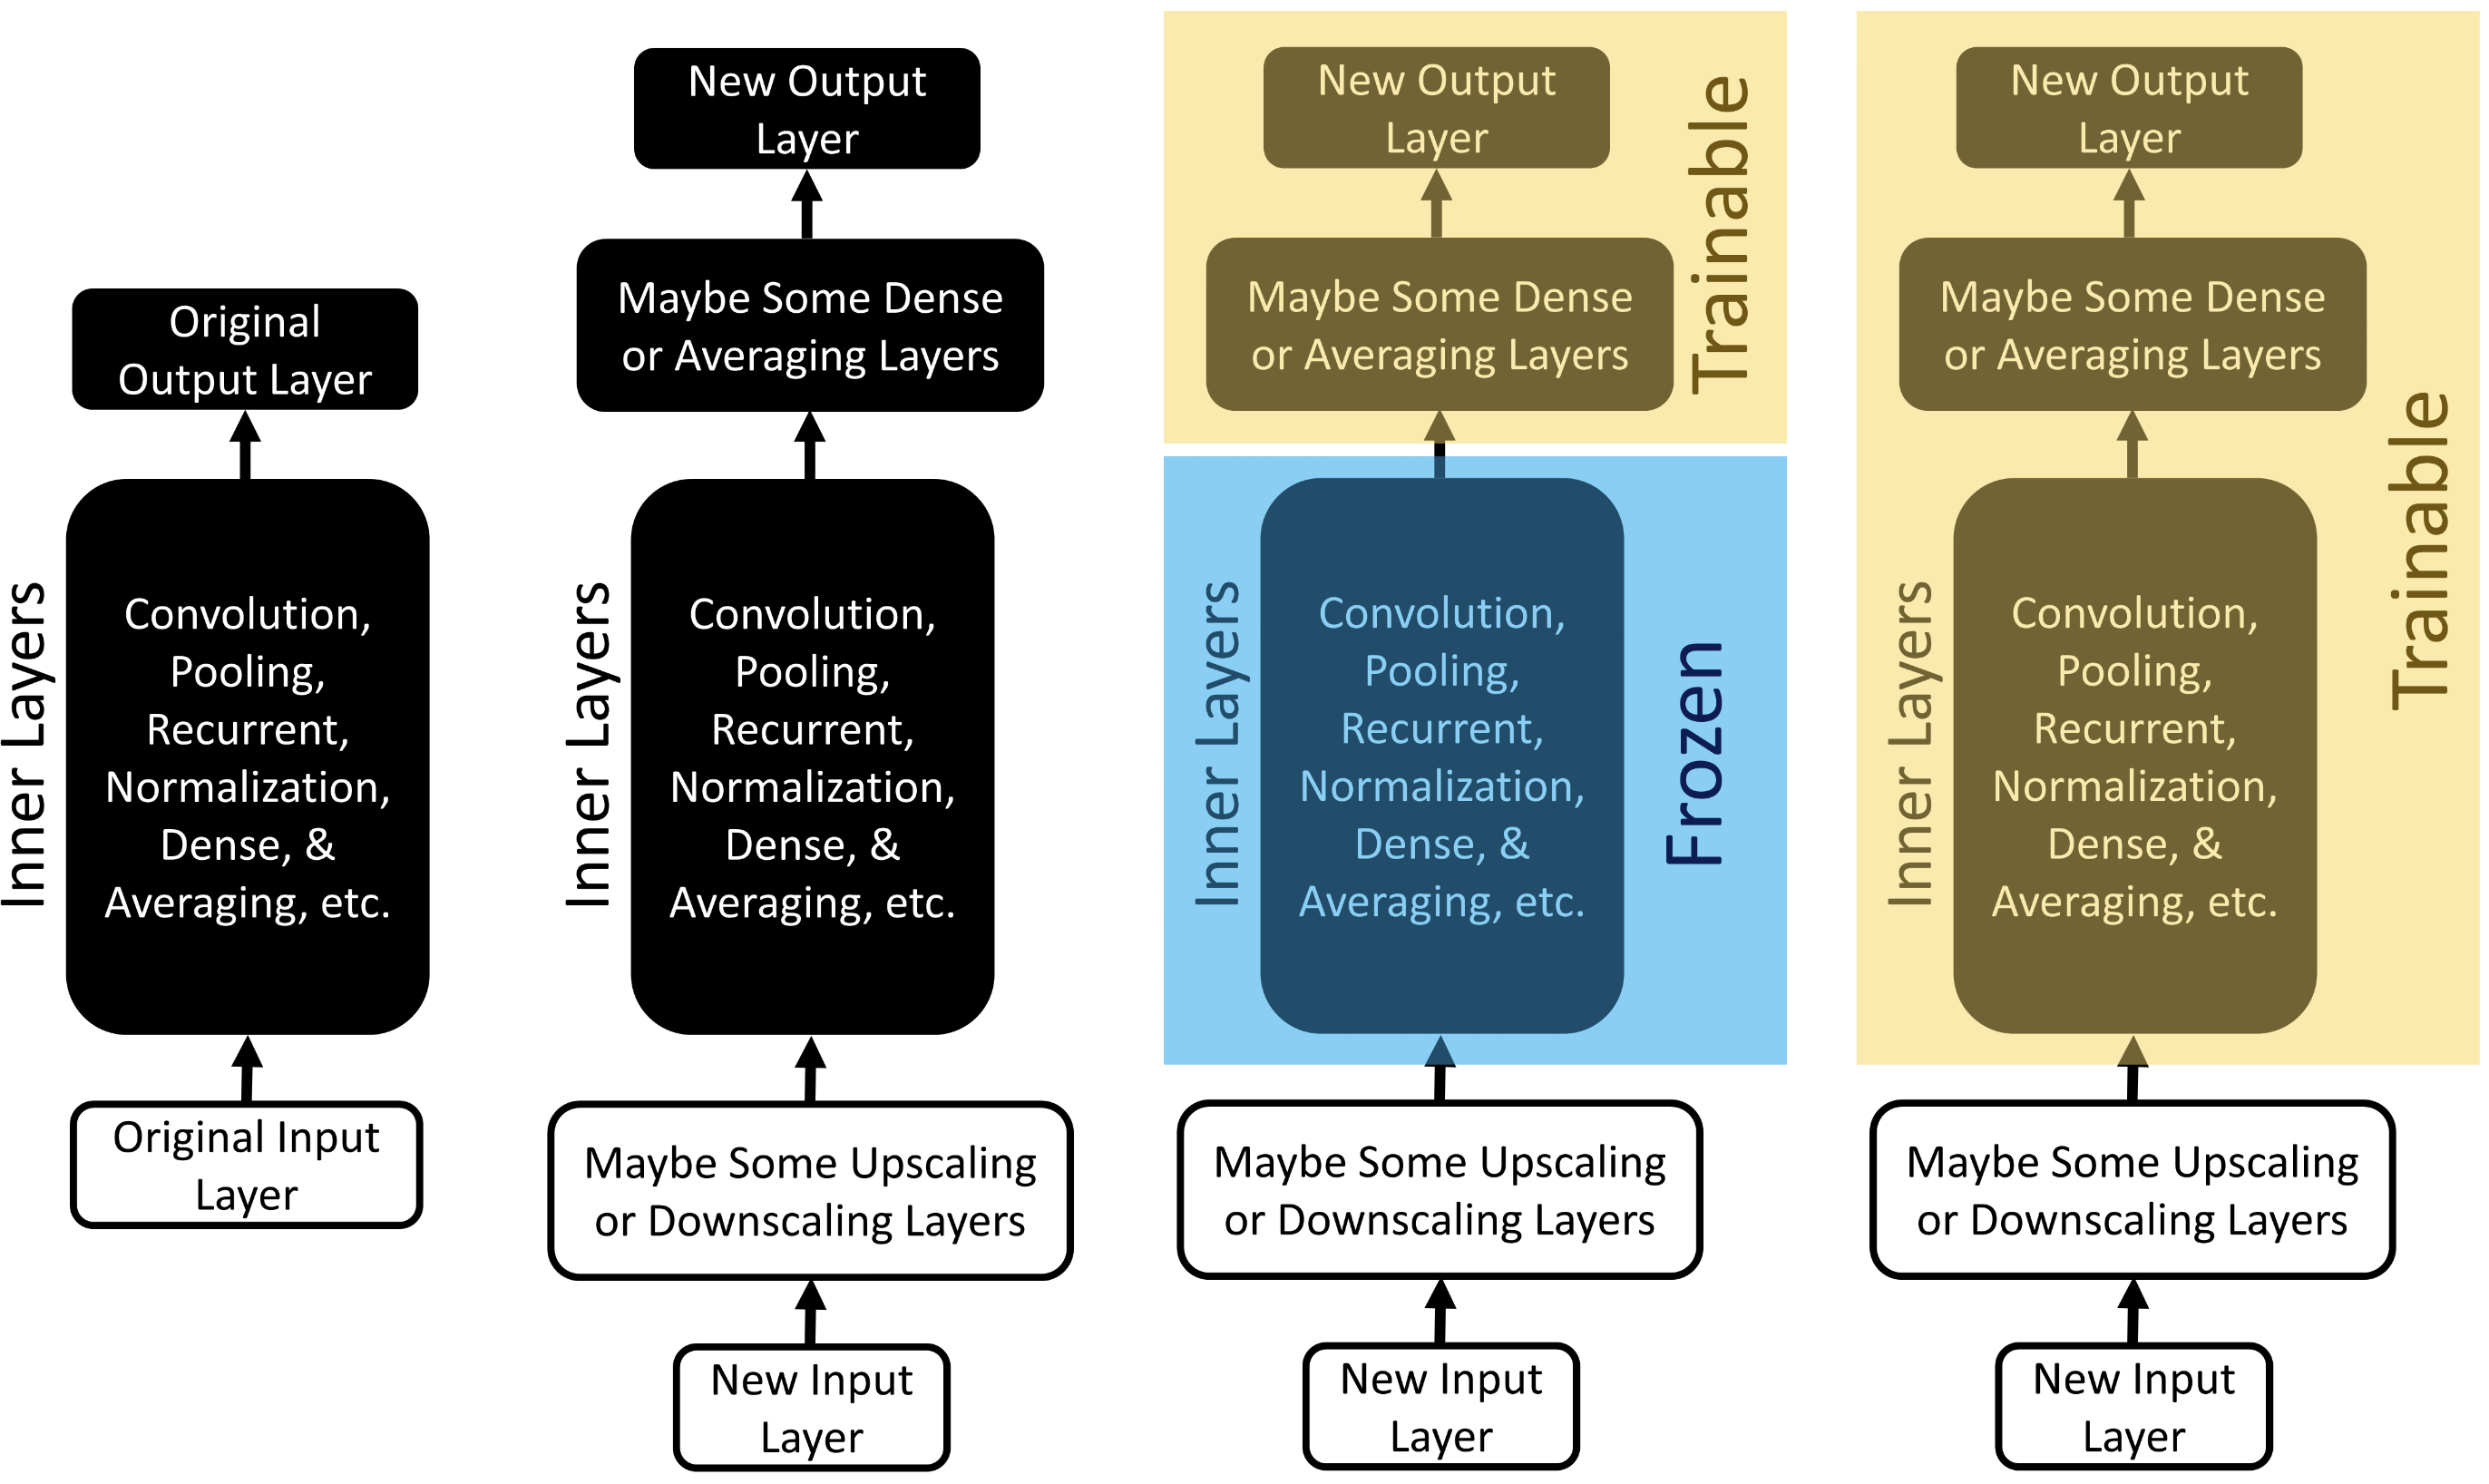 Original
Output Layer
Inner Layers
Convolution,
Pooling,
Recurrent,
Normalization,
Dense, &
Averaging, etc.
Original Input
Layer
New Output
Layer
Maybe Some Dense
or Averaging Layers
Inner Layers
Convolution,
Pooling,
Recurrent,
Normalization,
Dense, &
Averaging, etc.
Maybe Some Upscaling
or Downscaling Layers
New Input
Layer
New Output
Layer
Maybe Some Dense
or Averaging Layers
Trainable
Inner Layers
Convolution,
Pooling,
Recurrent,
Normalization,
Dense, &
Averaging, etc.
Frozen
Maybe Some Upscaling
or Downscaling Layers
New Input
Layer
New Output
Layer
Maybe Some Dense
or Averaging Layers
Inner Layers
Convolution,
Pooling,
Recurrent,
Normalization,
Dense, &
Averaging, etc.
Trainable
Maybe Some Upscaling
or Downscaling Layers
New Input
Layer